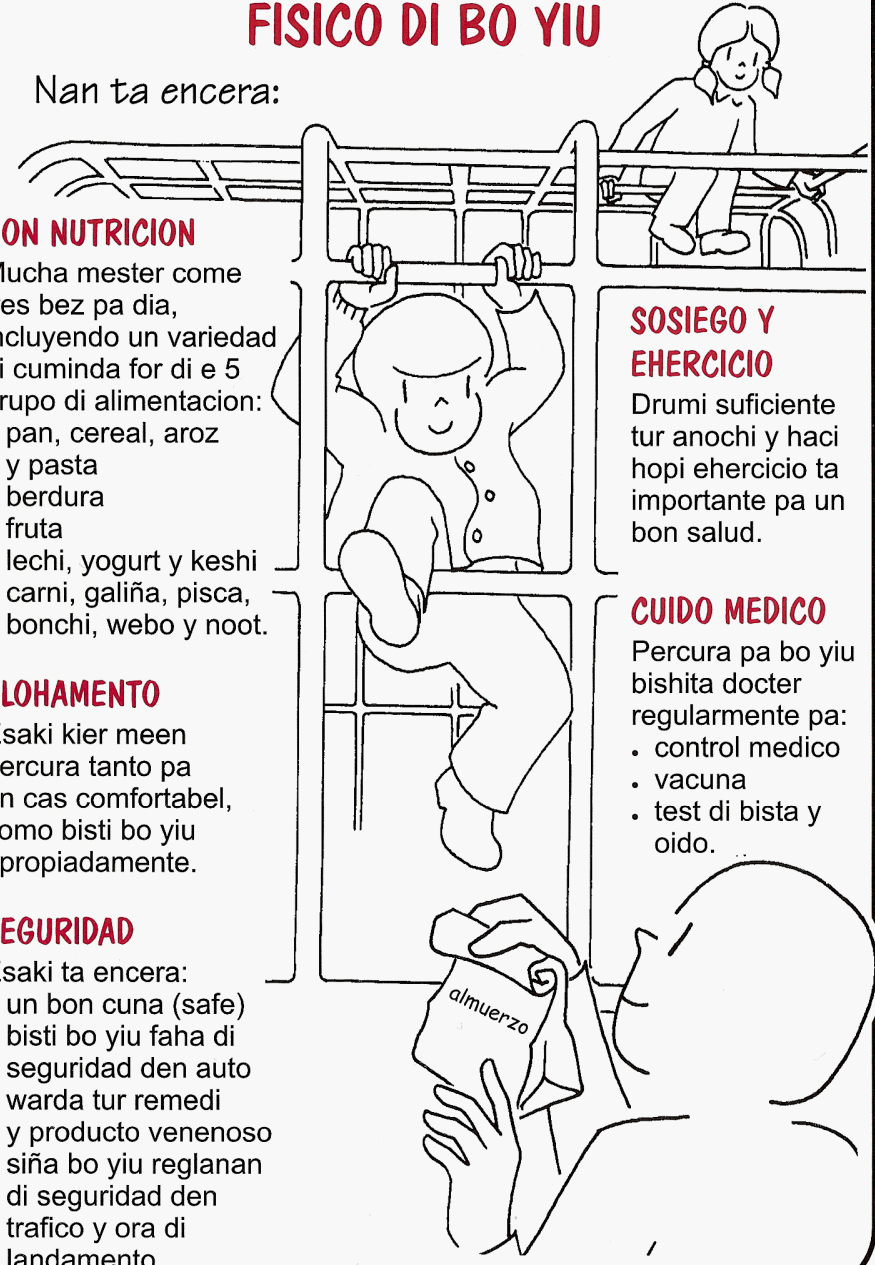 FISICO DI BO YIU
Nan ta encera:
ON NUTRICION
Mucha mester come
es bez pa dia,
ncluyendo un variedad
i cuminda for di e 5
rupo di alimentacion:
pan, cereal, aroz
y pasta
berdura
fruta
lechi, yogurt y keshi
carni, galiña, pisca,
bonchi, webo y noot.
LOHAMENTO
Esaki kier meen
ercura tanto pa
n cas comfortabel,
omo bisti bo yiu
propiadamente.
EGURIDAD
Esaki ta encera:
un bon cuna (safe)
bisti bo yiu faha di
seguridad den auto
warda tur remedi
y producto venenoso
siña bo yiu reglanan
di seguridad den
trafico y ora di
landamento
SOSIEGO Y
EHERCICIO
Drumi suficiente
tur anochi y haci
hopi ehercicio ta
importante pa un
bon salud.
CUIDO MEDICO
Percura pa bo yiu
bishita docter
regularmente pa:
• control medico
• vacuna
• test di bista y
oido.
almuerzo